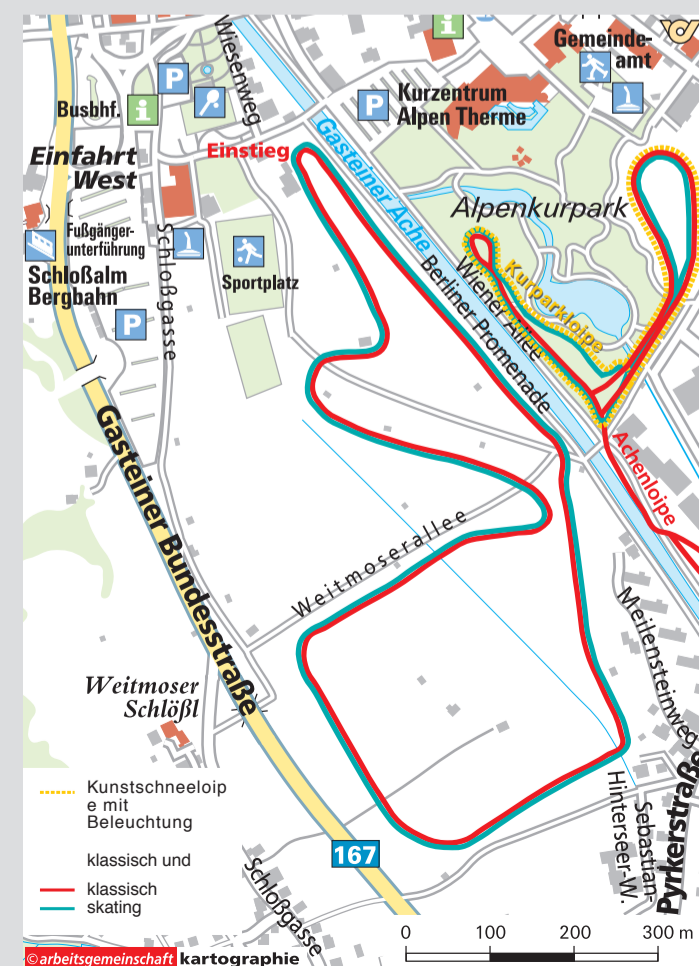 Gemeinde-
amt
Wiesenweg
P
P
Kurzentrum
Alpen Therme
i
i
Busbhf.
Einfahrt
West
Einstieg
Gasteiner Ache
Alpenkurpark
Fußgänger-
unterführung
Schloßalm
Bergbahn
Schloßgasse
Sportplatz
P
Kurparkloipe
Wiener Allee
Berliner Promenade
Achenloipe
Gasteiner Bundesstraße
Weitmoserallee
Meilensteinweg
Weitmoser
Schlößl
Pyrkerstraße
Sebastian-
Hinterseer-W.
Kunstschneeloip
e mit
Beleuchtung
klassisch und
klassisch
skating
167
Schloßgasse
0 100 200 300 m
© arbeitsgemeinschaft kartographie